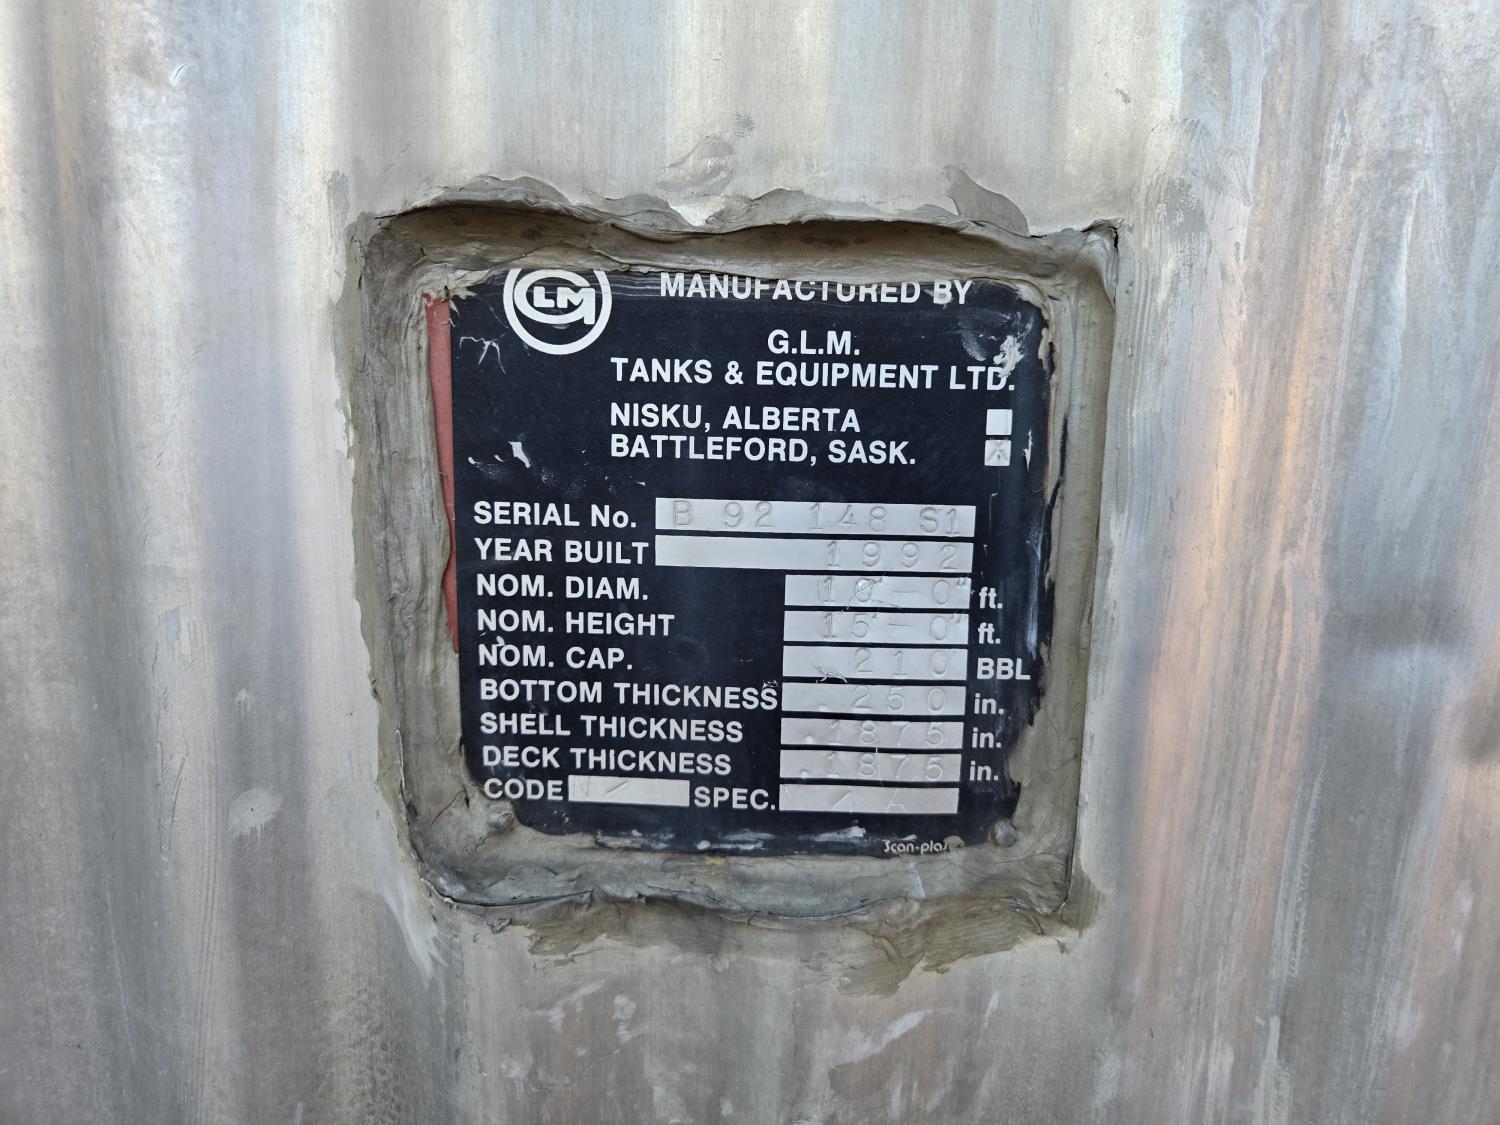 GLM
MANUFACTURED BY
G.L.M.
TANKS & EQUIPMENT LTD.
NISKU, ALBERTA
BATTLEFORD, SASK. X
SERIAL No. B 92 148 S1
YEAR BUILT 1992
NOM. DIAM. 10'-0" ft.
NOM. HEIGHT 15'-0" ft.
NOM. CAP. 210 BBL
BOTTOM THICKNESS .250 in.
SHELL THICKNESS .1875 in.
DECK THICKNESS .1875 in.
CODE N/ SPEC. N/A
Scan-plas